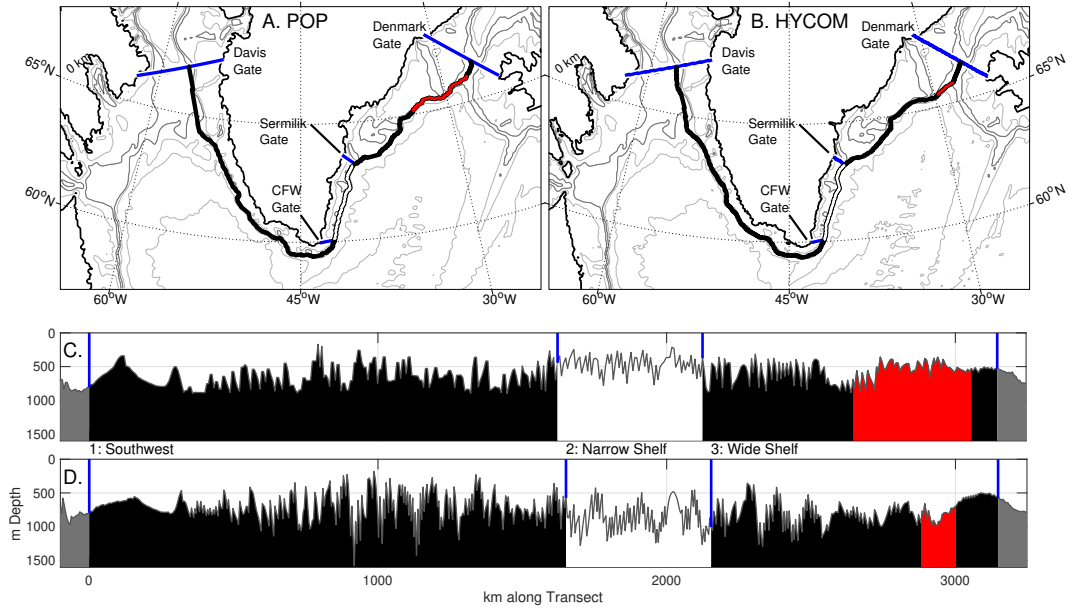 A. POP
B. HYCOM
65°N
0 km
Davis
Gate
Denmark
Gate
Sermilik
Gate
60°N
CFW
Gate
60°W
45°W
30°W
0 km
Davis
Gate
Denmark
Gate
65°N
Sermilik
Gate
60°N
CFW
Gate
60°W
45°W
30°W
0
C.
500
1000
1500
1: Southwest
2: Narrow Shelf
3: Wide Shelf
0
D.
500
1000
1500
m Depth
0
1000
2000
3000
km along Transect